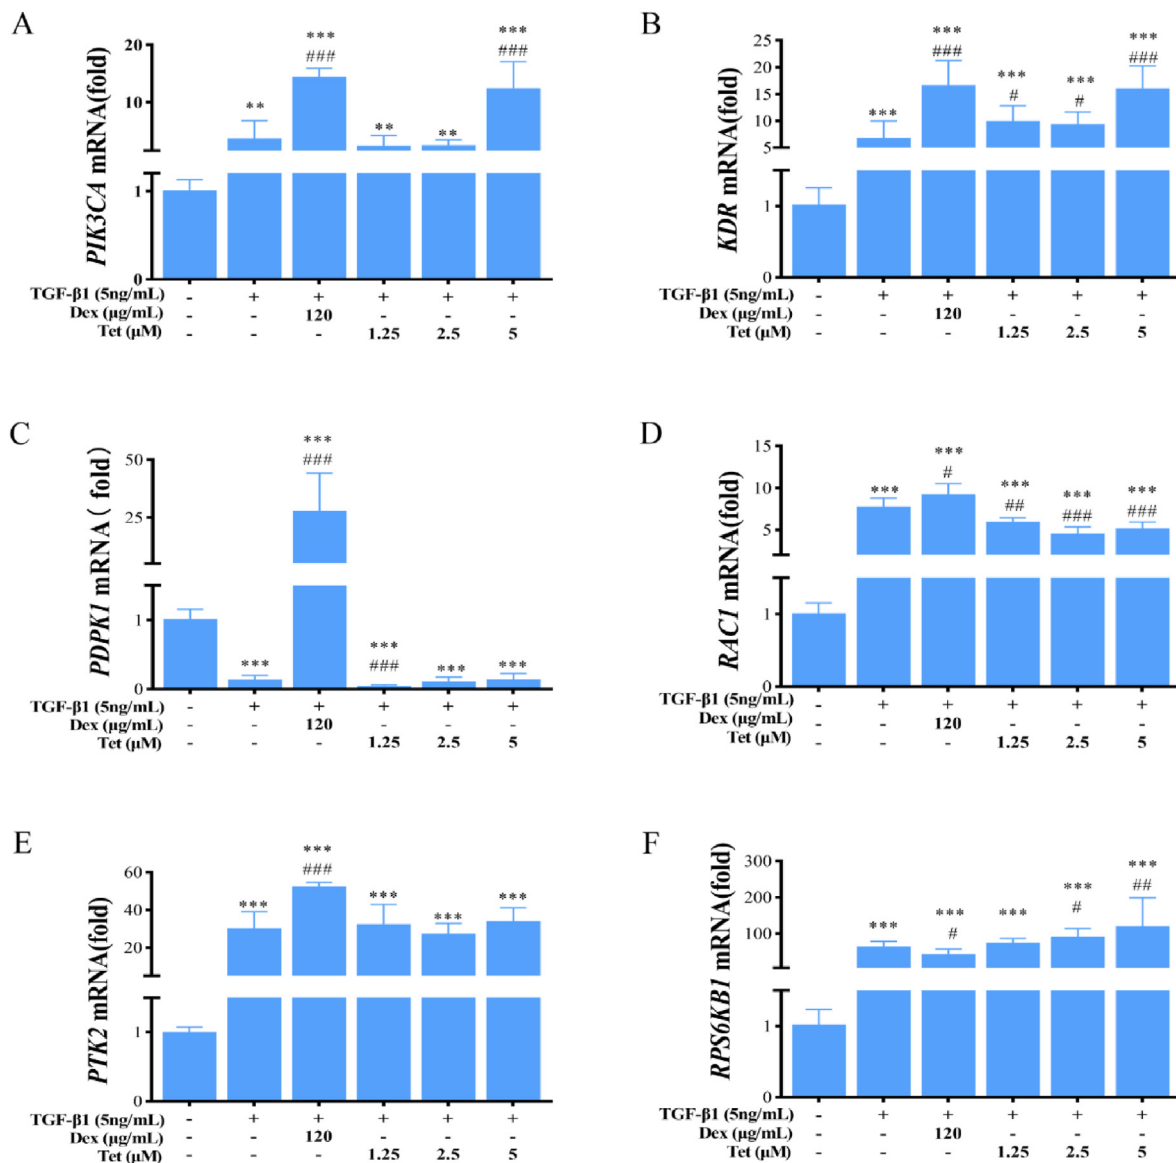 A
PIK3CA mRNA(fold)
20
10
1
0
**
***
###
**
**
***
###
TGF-β1 (5ng/mL) - + + + + +
Dex (μg/mL) - - 120 - - -
Tet (μM) - - - 1.25 2.5 5
B
KDR mRNA(fold)
25
20
15
10
5
1
0
***
***
###
***
#
***
#
***
###
TGF-β1 (5ng/mL) - + + + + +
Dex (μg/mL) - - 120 - - -
Tet (μM) - - - 1.25 2.5 5
C
PDPK1 mRNA ( fold)
50
25
1
0
***
***
###
***
###
***
***
TGF-β1 (5ng/mL) - + + + + +
Dex (μg/mL) - - 120 - - -
Tet (μM) - - - 1.25 2.5 5
D
RAC1 mRNA(fold)
15
10
5
1
0
***
***
#
***
##
***
###
***
###
TGF-β1 (5ng/mL) - + + + + +
Dex (μg/mL) - - 120 - - -
Tet (μM) - - - 1.25 2.5 5
E
PTK2 mRNA(fold)
60
40
20
1
0
***
***
###
***
***
***
TGF-β1 (5ng/mL) - + + + + +
Dex (μg/mL) - - 120 - - -
Tet (μM) - - - 1.25 2.5 5
F
RPS6KB1 mRNA(fold)
300
200
100
1
0
***
***
#
***
***
#
***
##
TGF-β1 (5ng/mL) - + + + + +
Dex (μg/mL) - - 120 - - -
Tet (μM) - - - 1.25 2.5 5